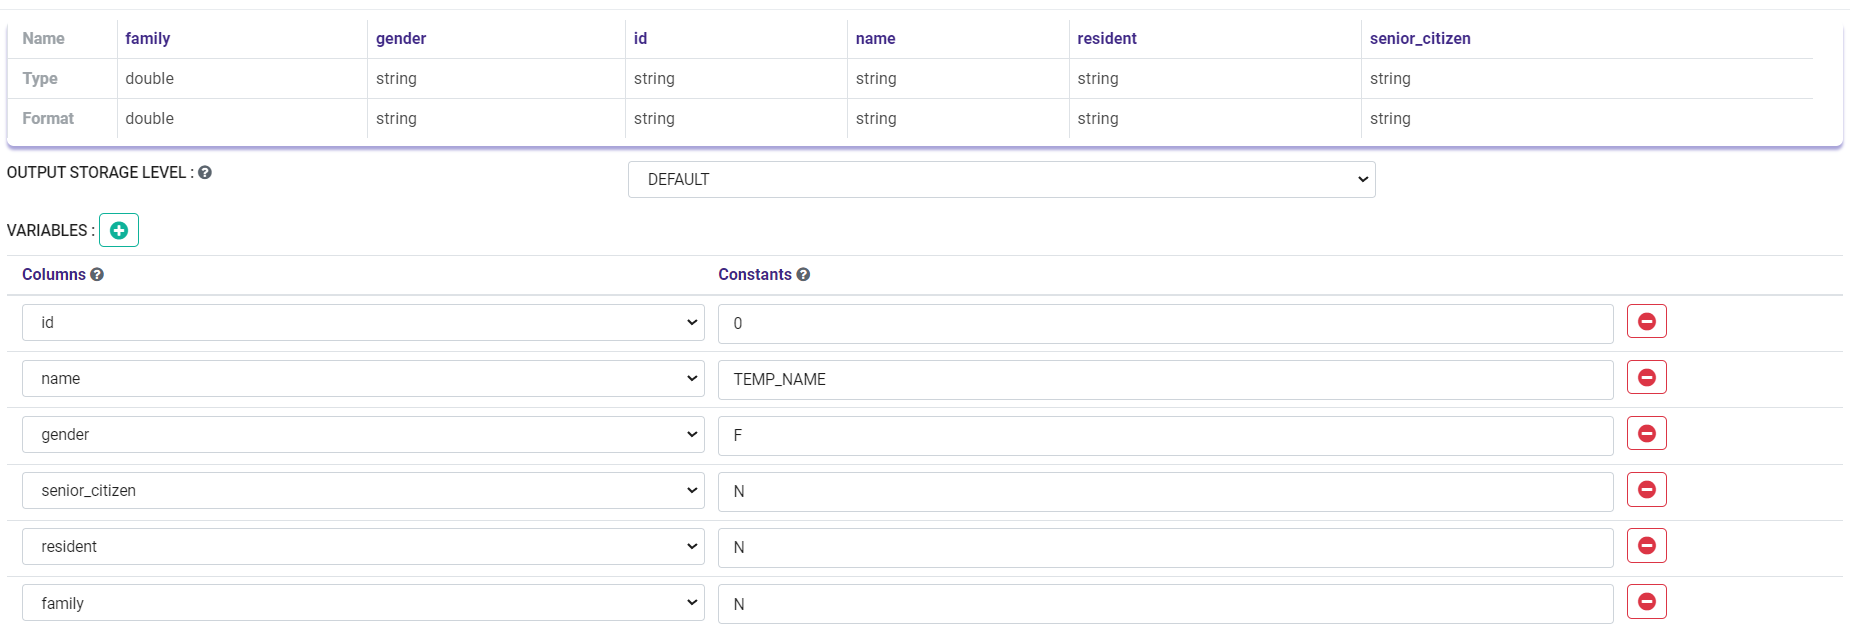 Name family gender id name resident senior_citizen
Type double string string string string string
Format double string string string string string
OUTPUT STORAGE LEVEL : ? DEFAULT
VARIABLES :
Columns ? Constants ?
id 0
name TEMP_NAME
gender F
senior_citizen N
resident N
family N